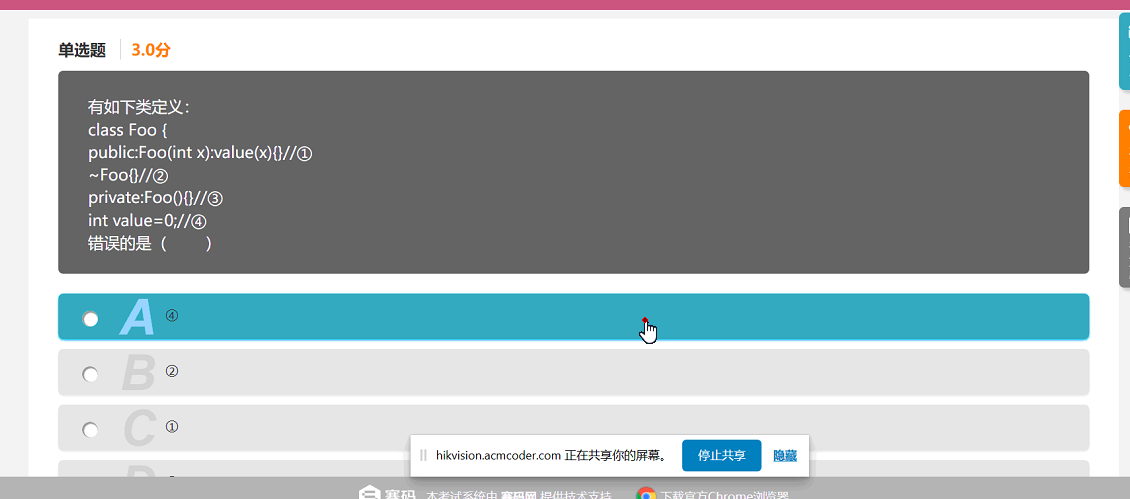 单选题 3.0分
有如下类定义：
class Foo {
public:Foo(int x):value(x){}//①
~Foo{}//②
private:Foo(){}//③
int value=0;//④
错误的是（　　）
A ④
B ②
C ①
hikvision.acmcoder.com 正在共享你的屏幕。 停止共享 隐藏
赛码 本考试系统由 赛码网 提供技术支持 下载官方Chrome浏览器